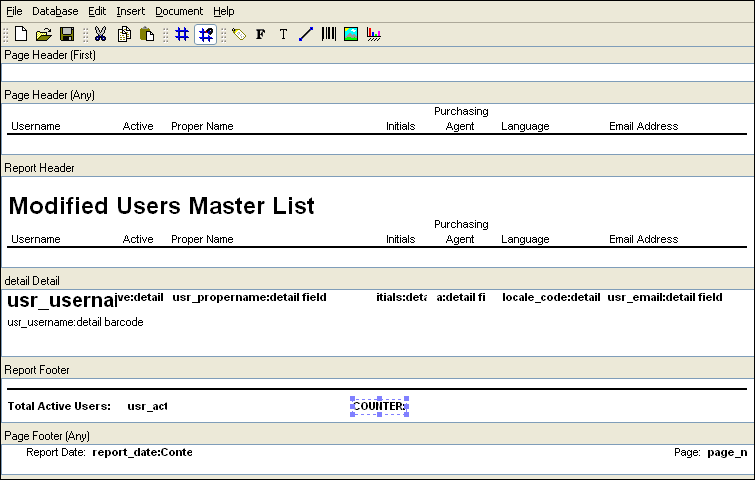 File DataBase Edit Insert Document Help
F T
Page Header (First)
Page Header (Any)
Purchasing
Username Active Proper Name Initials Agent Language Email Address
Report Header
Modified Users Master List
Purchasing
Username Active Proper Name Initials Agent Language Email Address
detail Detail
usr_usernai ve:detail usr_propername:detail field itials:deta a:detail fi locale_code:detail usr_email:detail field
usr_username:detail barcode
Report Footer
Total Active Users: usr_act COUNTER:
Page Footer (Any)
Report Date: report_date:Conte Page: page_n